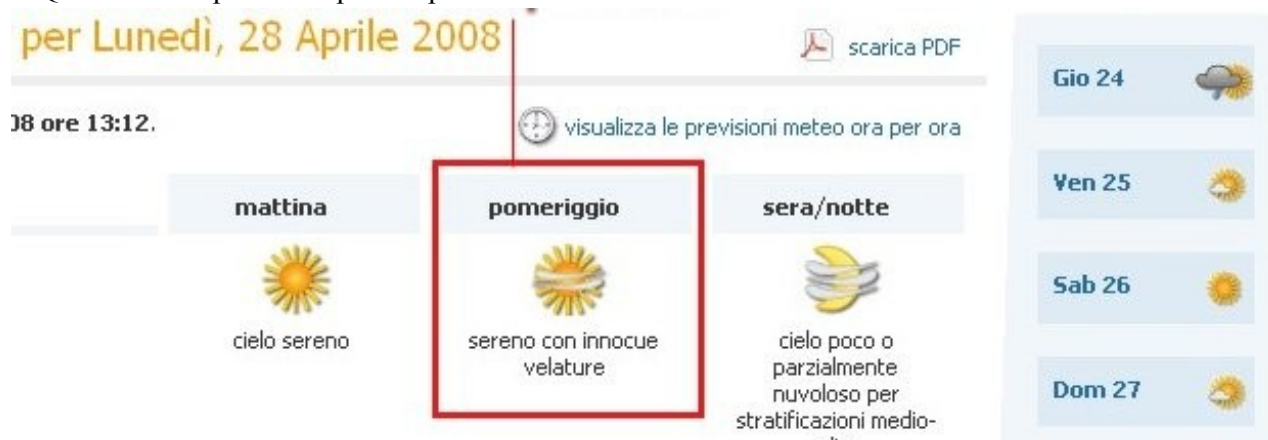 per Lunedì, 28 Aprile 2008
scarica PDF
08 ore 13:12.
visualizza le previsioni meteo ora per ora
mattina
pomeriggio
sera/notte
cielo sereno
sereno con innocue
velature
cielo poco o
parzialmente
nuvoloso per
stratificazioni medio-
Gio 24
Ven 25
Sab 26
Dom 27